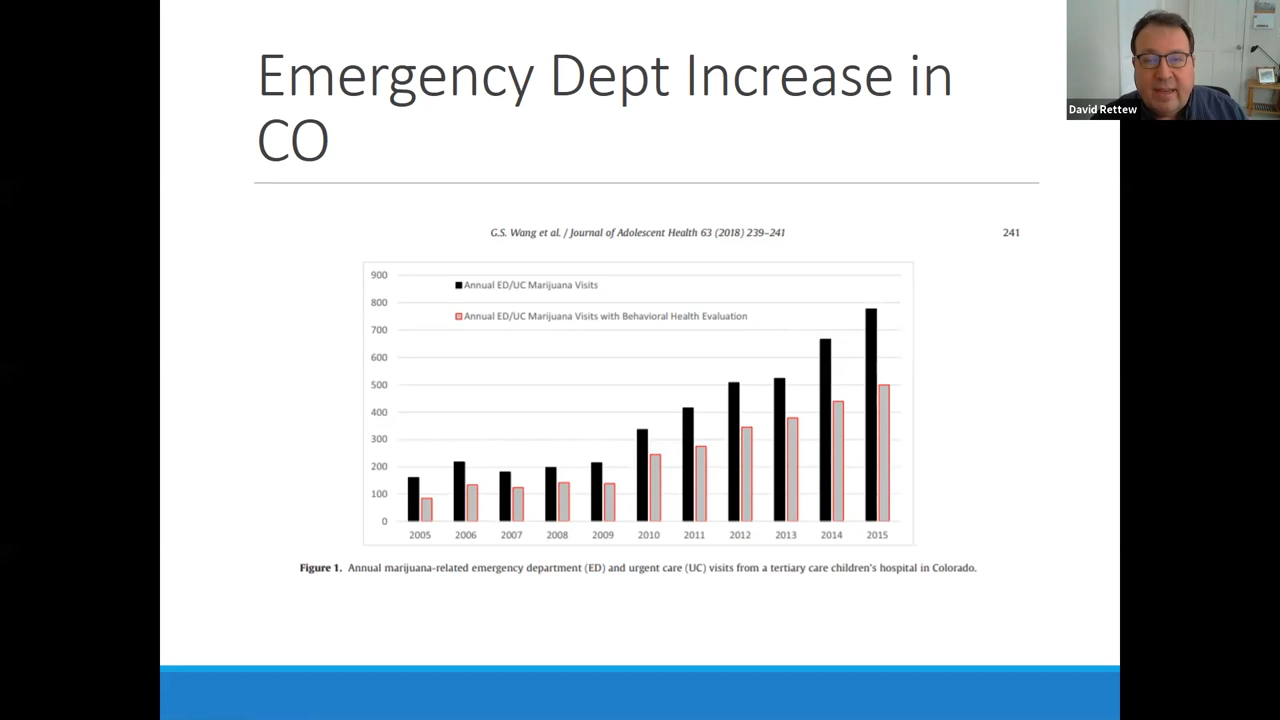 Emergency Dept Increase in
CO
David Rettew
G.S. Wang et al. / Journal of Adolescent Health 63 (2018) 239–241
241
900
800
700
600
500
400
300
200
100
0
Annual ED/UC Marijuana Visits
Annual ED/UC Marijuana Visits with Behavioral Health Evaluation
2005 2006 2007 2008 2009 2010 2011 2012 2013 2014 2015
Figure 1. Annual marijuana-related emergency department (ED) and urgent care (UC) visits from a tertiary care children's hospital in Colorado.